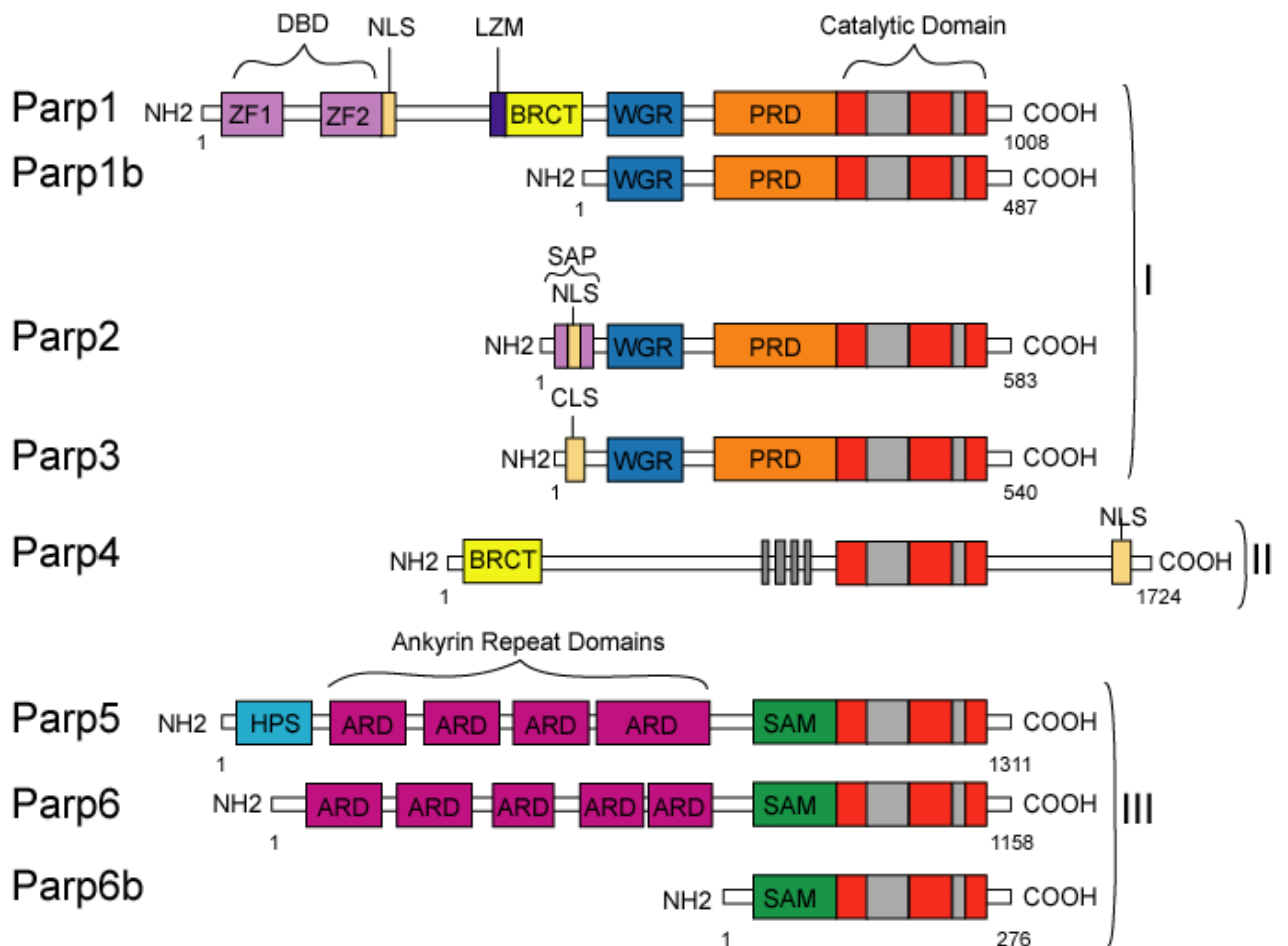 DBD NLS LZM Catalytic Domain
Parp1 NH2 ZF1 ZF2 BRCT WGR PRD COOH
1 1008
Parp1b NH2 WGR PRD COOH
1 487
SAP
NLS
Parp2 NH2 WGR PRD COOH
1 583
I
CLS
Parp3 NH2 WGR PRD COOH
1 540
NLS
Parp4 NH2 BRCT COOH II
1 1724
Ankyrin Repeat Domains
Parp5 NH2 HPS ARD ARD ARD ARD SAM COOH
1 1311
Parp6 NH2 ARD ARD ARD ARD ARD SAM COOH III
1 1158
Parp6b NH2 SAM COOH
1 276